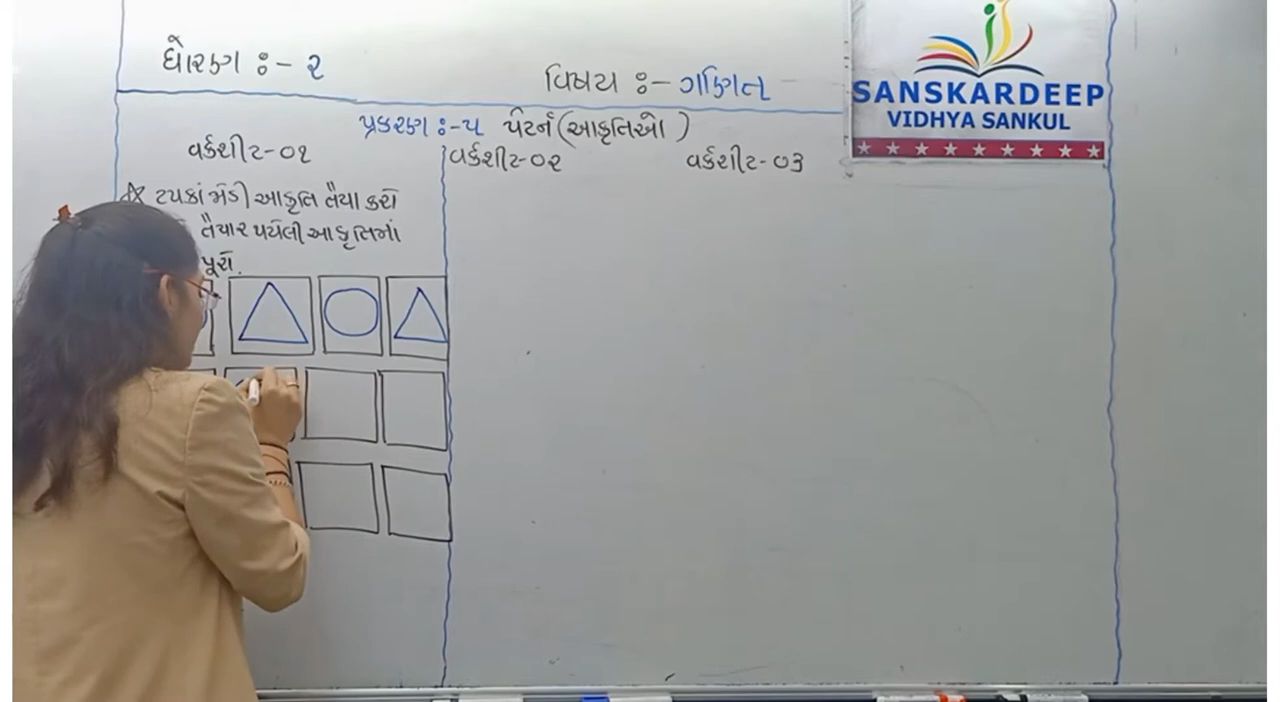 ધોરણ :- ૨
વિષય :- ગણિત
પ્રકરણ :- ૫ પેટર્ન (આકૃતિઓ )
વર્કશીટ-૦૧
વર્કશીટ-૦૨
વર્કશીટ-૦૩
ટપકાં મેડી આકૃતિ તૈયા કરો
તૈયાર થયેલી આકૃતિમાં
પૂરો.
SANSKARDEEP
VIDHYA SANKUL